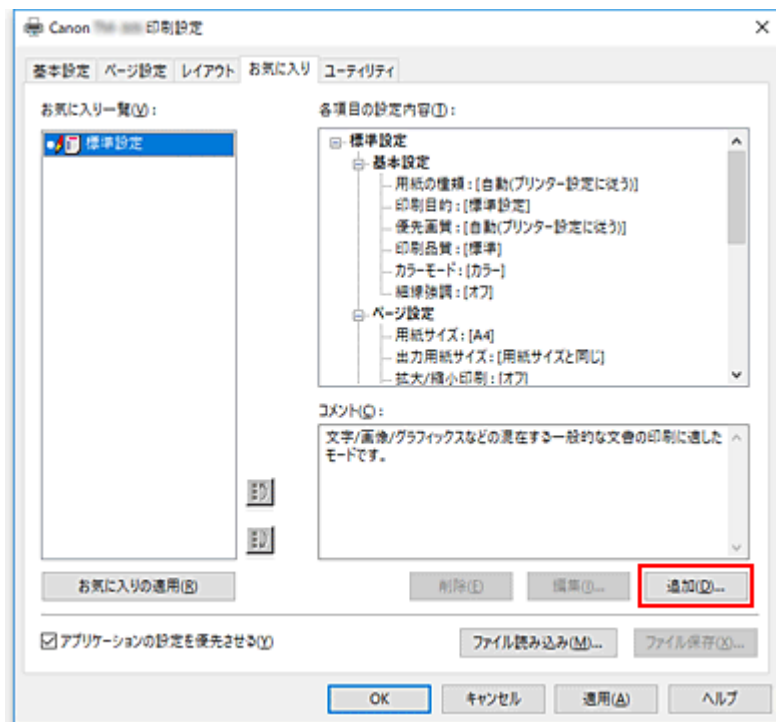 Canon 印刷設定
基本設定 ページ設定 レイアウト お気に入り ユーティリティ
お気に入り一覧(V):
標準設定
各項目の設定内容(T):
標準設定
基本設定
用紙の種類:[自動(プリンター設定に従う)]
印刷目的:[標準設定]
優先画質:[自動(プリンター設定に従う)]
印刷品質:[標準]
カラーモード:[カラー]
細線強調:[オフ]
ページ設定
用紙サイズ:[A4]
出力用紙サイズ:[用紙サイズと同じ]
拡大/縮小印刷:[オフ]
コメント(C):
文字/画像/グラフィックスなどの混在する一般的な文書の印刷に適した
モードです。
お気に入りの適用(R) 削除(E) 編集(I)... 追加(D)...
アプリケーションの設定を優先させる(Y) ファイル読み込み(M)... ファイル保存(X)...
OK キャンセル 適用(A) ヘルプ